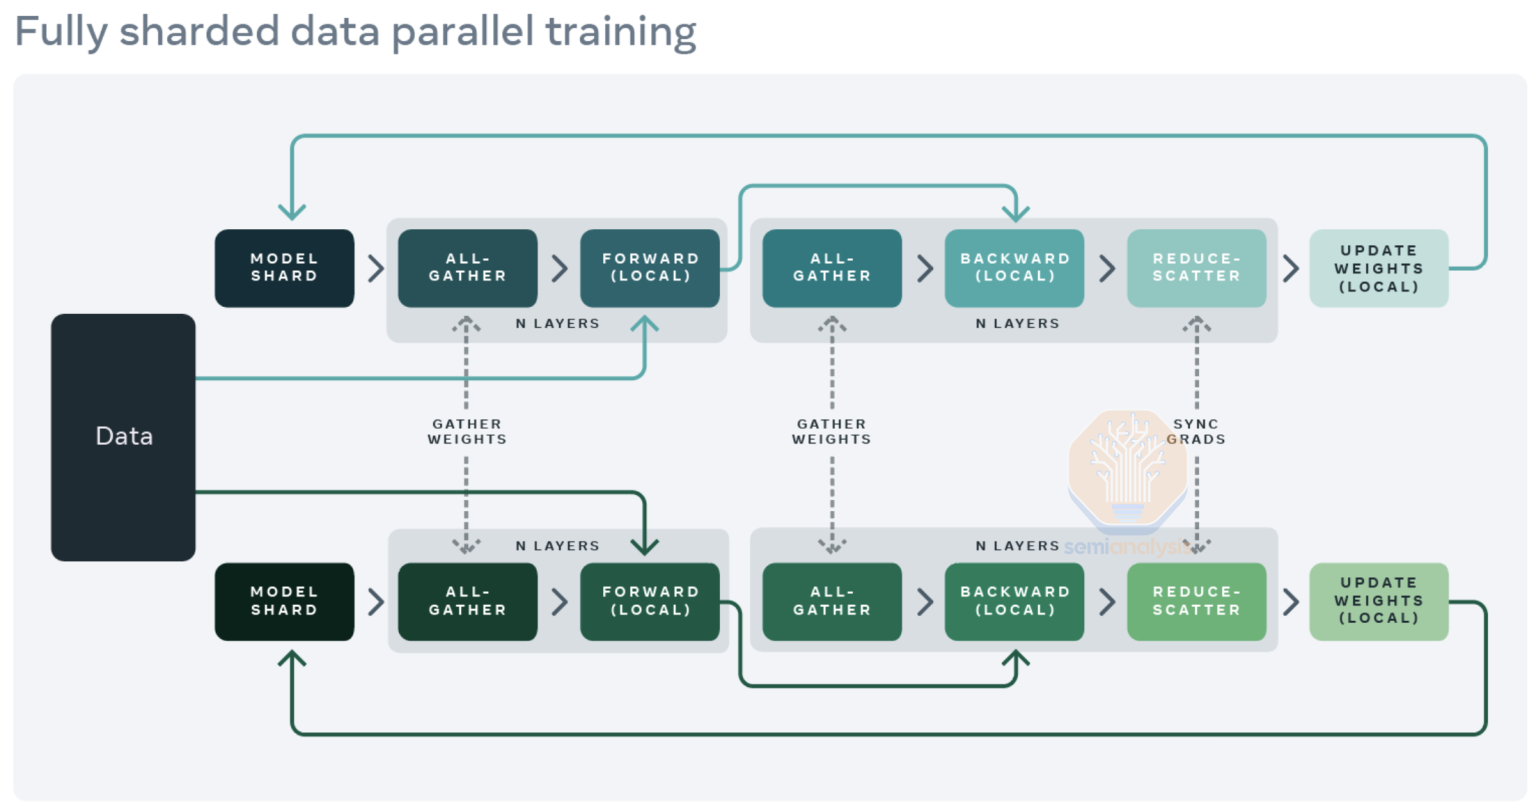 Fully sharded data parallel training
MODEL
SHARD
ALL-
GATHER
FORWARD
(LOCAL)
N LAYERS
ALL-
GATHER
BACKWARD
(LOCAL)
REDUCE-
SCATTER
N LAYERS
UPDATE
WEIGHTS
(LOCAL)
Data
GATHER
WEIGHTS
GATHER
WEIGHTS
SYNC
GRADS
semianalysis
N LAYERS
MODEL
SHARD
ALL-
GATHER
FORWARD
(LOCAL)
N LAYERS
ALL-
GATHER
BACKWARD
(LOCAL)
REDUCE-
SCATTER
UPDATE
WEIGHTS
(LOCAL)